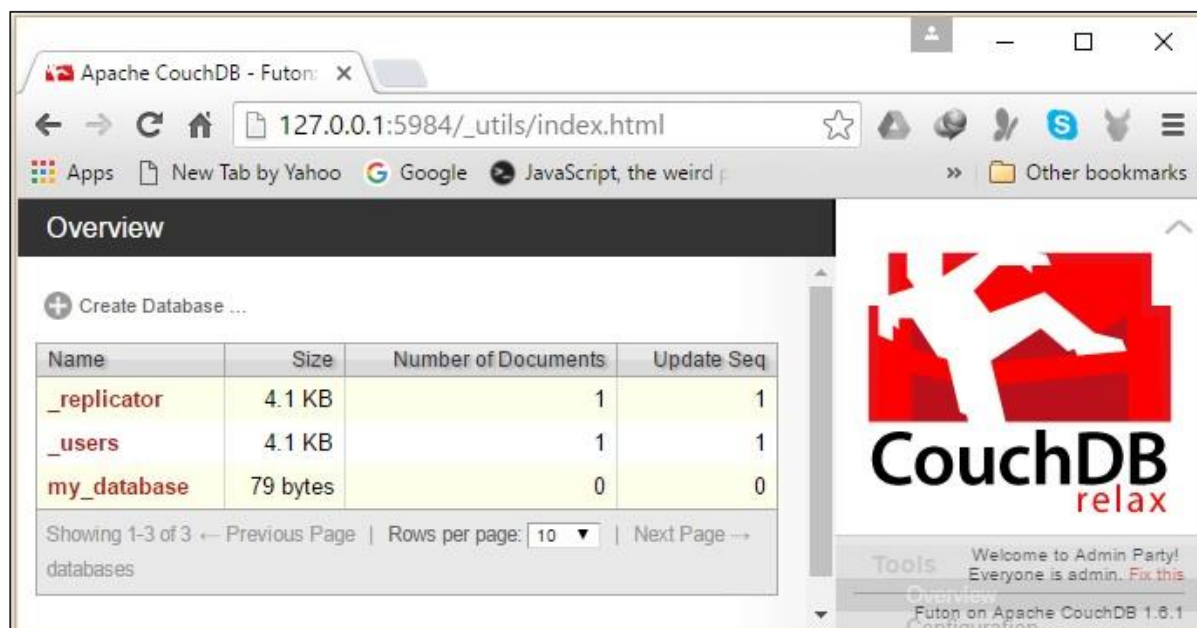 Apache CouchDB - Futon:
127.0.0.1:5984/_utils/index.html
Apps New Tab by Yahoo Google JavaScript, the weird p » Other bookmarks
Overview
Create Database ...
Name Size Number of Documents Update Seq
_replicator 4.1 KB 1 1
_users 4.1 KB 1 1
my_database 79 bytes 0 0
Showing 1-3 of 3 ← Previous Page | Rows per page: 10 | Next Page →
databases
CouchDB
relax
Tools
Welcome to Admin Party!
Everyone is admin. Fix this
Overview
Futon on Apache CouchDB 1.6.1
Configuration